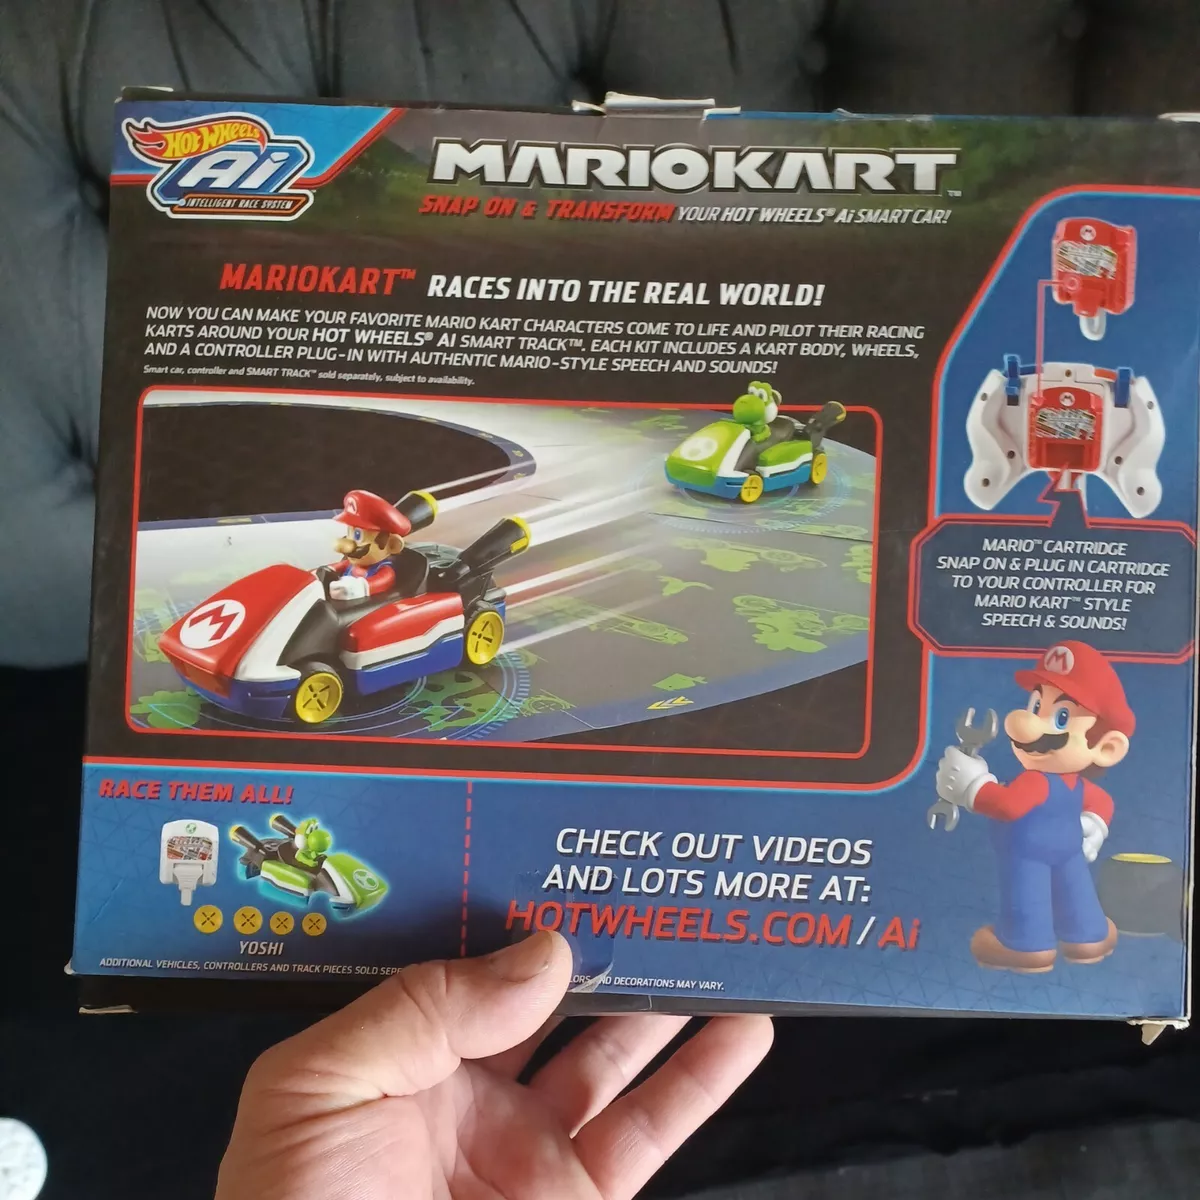 HOT WHEELS
Ai
INTELLIGENT RACE SYSTEM
MARIOKART™
SNAP ON & TRANSFORM YOUR HOT WHEELS® Ai SMART CAR!
MARIOKART™ RACES INTO THE REAL WORLD!
NOW YOU CAN MAKE YOUR FAVORITE MARIO KART CHARACTERS COME TO LIFE AND PILOT THEIR RACING
KARTS AROUND YOUR HOT WHEELS® AI SMART TRACK™. EACH KIT INCLUDES A KART BODY, WHEELS,
AND A CONTROLLER PLUG-IN WITH AUTHENTIC MARIO-STYLE SPEECH AND SOUNDS!
Smart car, controller and SMART TRACK™ sold separately, subject to availability.
M
M
MARIO™ CARTRIDGE
SNAP ON & PLUG IN CARTRIDGE
TO YOUR CONTROLLER FOR
MARIO KART™ STYLE
SPEECH & SOUNDS!
M
RACE THEM ALL!
YOSHI
ADDITIONAL VEHICLES, CONTROLLERS AND TRACK PIECES SOLD
AND DECORATIONS MAY VARY.
CHECK OUT VIDEOS
AND LOTS MORE AT:
HOTWHEELS.COM/Ai